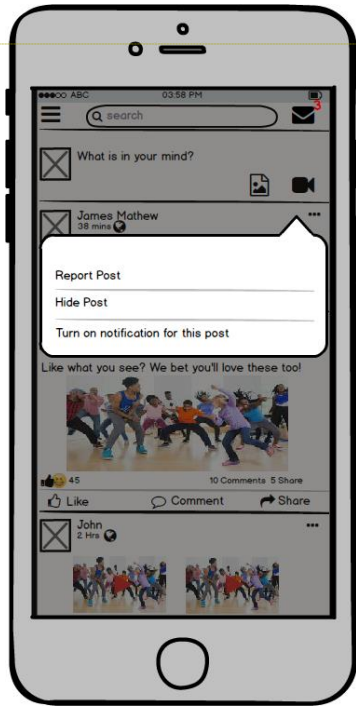 ABC 03:58 PM
search 3
What is in your mind?
James Mathew
38 mins
Report Post
Hide Post
Turn on notification for this post
Like what you see? We bet you'll love these too!
45 10 Comments 5 Share
Like Comment Share
John
2 Hrs